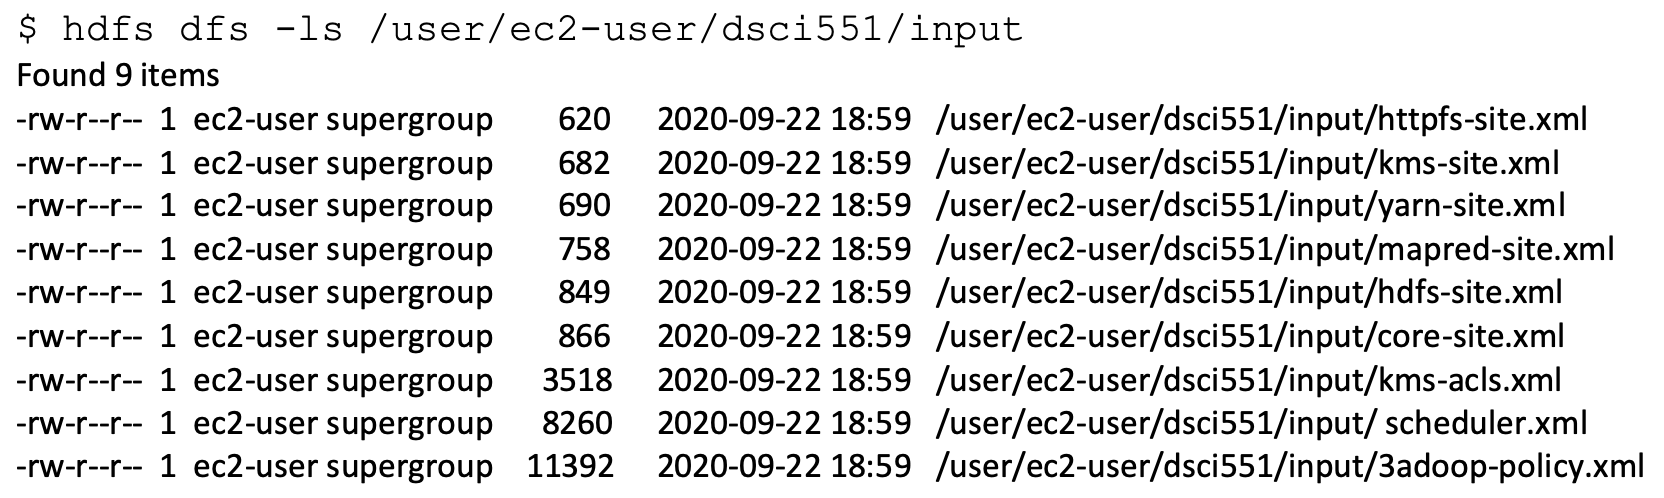 $ hdfs dfs -ls /user/ec2-user/dsci551/input
Found 9 items
-rw-r--r-- 1 ec2-user supergroup 620 2020-09-22 18:59 /user/ec2-user/dsci551/input/httpfs-site.xml
-rw-r--r-- 1 ec2-user supergroup 682 2020-09-22 18:59 /user/ec2-user/dsci551/input/kms-site.xml
-rw-r--r-- 1 ec2-user supergroup 690 2020-09-22 18:59 /user/ec2-user/dsci551/input/yarn-site.xml
-rw-r--r-- 1 ec2-user supergroup 758 2020-09-22 18:59 /user/ec2-user/dsci551/input/mapred-site.xml
-rw-r--r-- 1 ec2-user supergroup 849 2020-09-22 18:59 /user/ec2-user/dsci551/input/hdfs-site.xml
-rw-r--r-- 1 ec2-user supergroup 866 2020-09-22 18:59 /user/ec2-user/dsci551/input/core-site.xml
-rw-r--r-- 1 ec2-user supergroup 3518 2020-09-22 18:59 /user/ec2-user/dsci551/input/kms-acls.xml
-rw-r--r-- 1 ec2-user supergroup 8260 2020-09-22 18:59 /user/ec2-user/dsci551/input/ scheduler.xml
-rw-r--r-- 1 ec2-user supergroup 11392 2020-09-22 18:59 /user/ec2-user/dsci551/input/3adoop-policy.xml